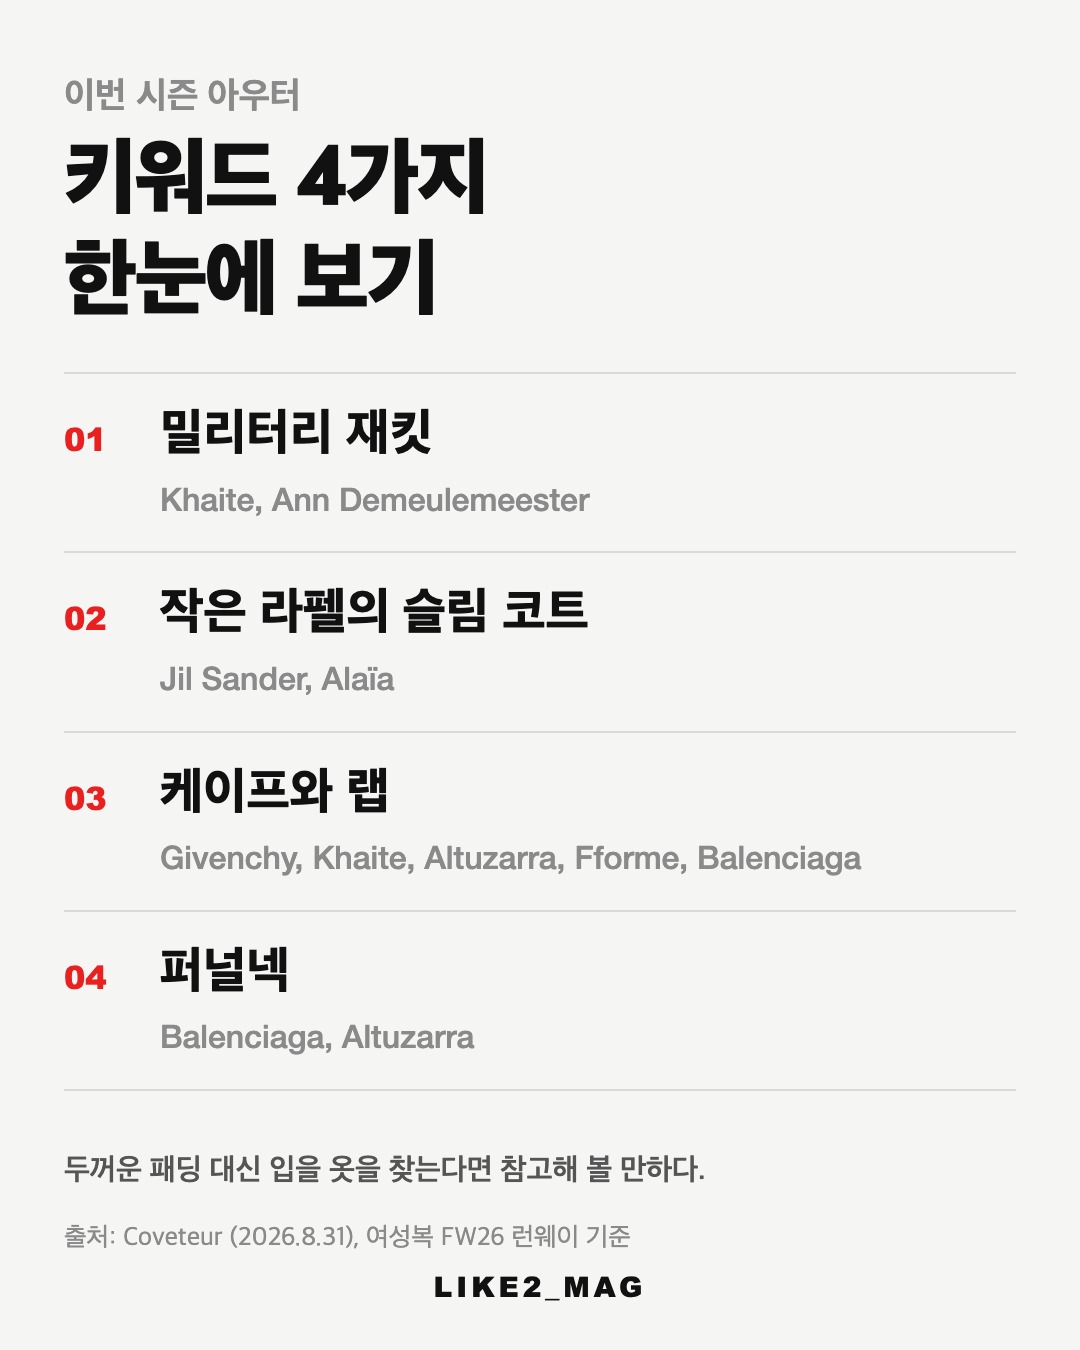 이번 시즌 아우터
키워드 4가지
한눈에 보기
01 밀리터리 재킷
Khaite, Ann Demeulemeester
02 작은 라펠의 슬림 코트
Jil Sander, Alaïa
03 케이프와 랩
Givenchy, Khaite, Altuzarra, Fforme, Balenciaga
04 퍼널넥
Balenciaga, Altuzarra
두꺼운 패딩 대신 입을 옷을 찾는다면 참고해 볼 만하다.
출처: Coveteur (2026.8.31), 여성복 FW26 런웨이 기준
LIKE2_MAG